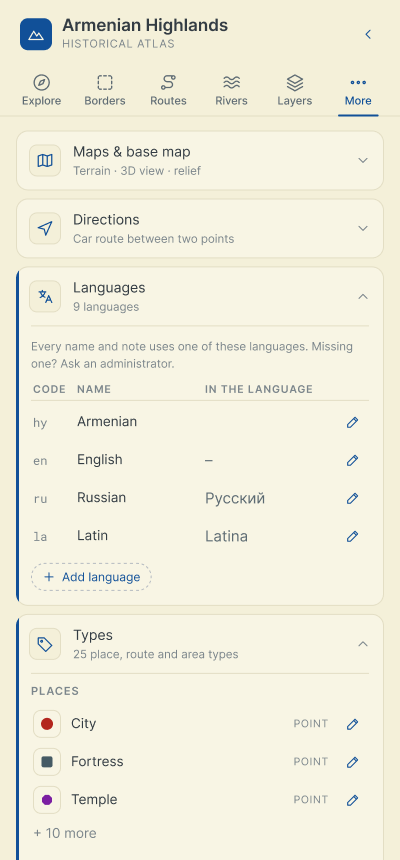 Armenian Highlands
HISTORICAL ATLAS
Explore Borders Routes Rivers Layers More
Maps & base map
Terrain · 3D view · relief
Directions
Car route between two points
Languages
9 languages
Every name and note uses one of these languages. Missing
one? Ask an administrator.
CODE NAME IN THE LANGUAGE
hy Armenian
en English –
ru Russian Русский
la Latin Latina
+ Add language
Types
25 place, route and area types
PLACES
City POINT
Fortress POINT
Temple POINT
+ 10 more